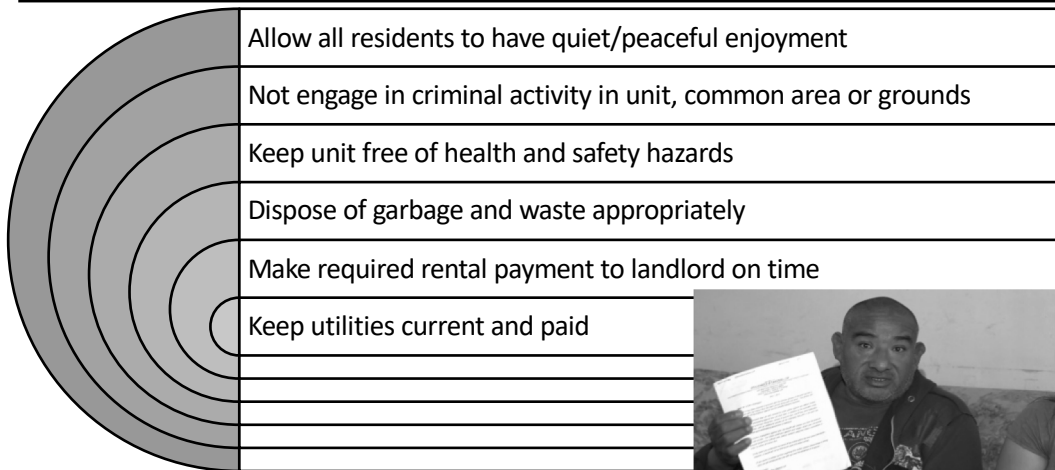 Allow all residents to have quiet/peaceful enjoyment
Not engage in criminal activity in unit, common area or grounds
Keep unit free of health and safety hazards
Dispose of garbage and waste appropriately
Make required rental payment to landlord on time
Keep utilities current and paid